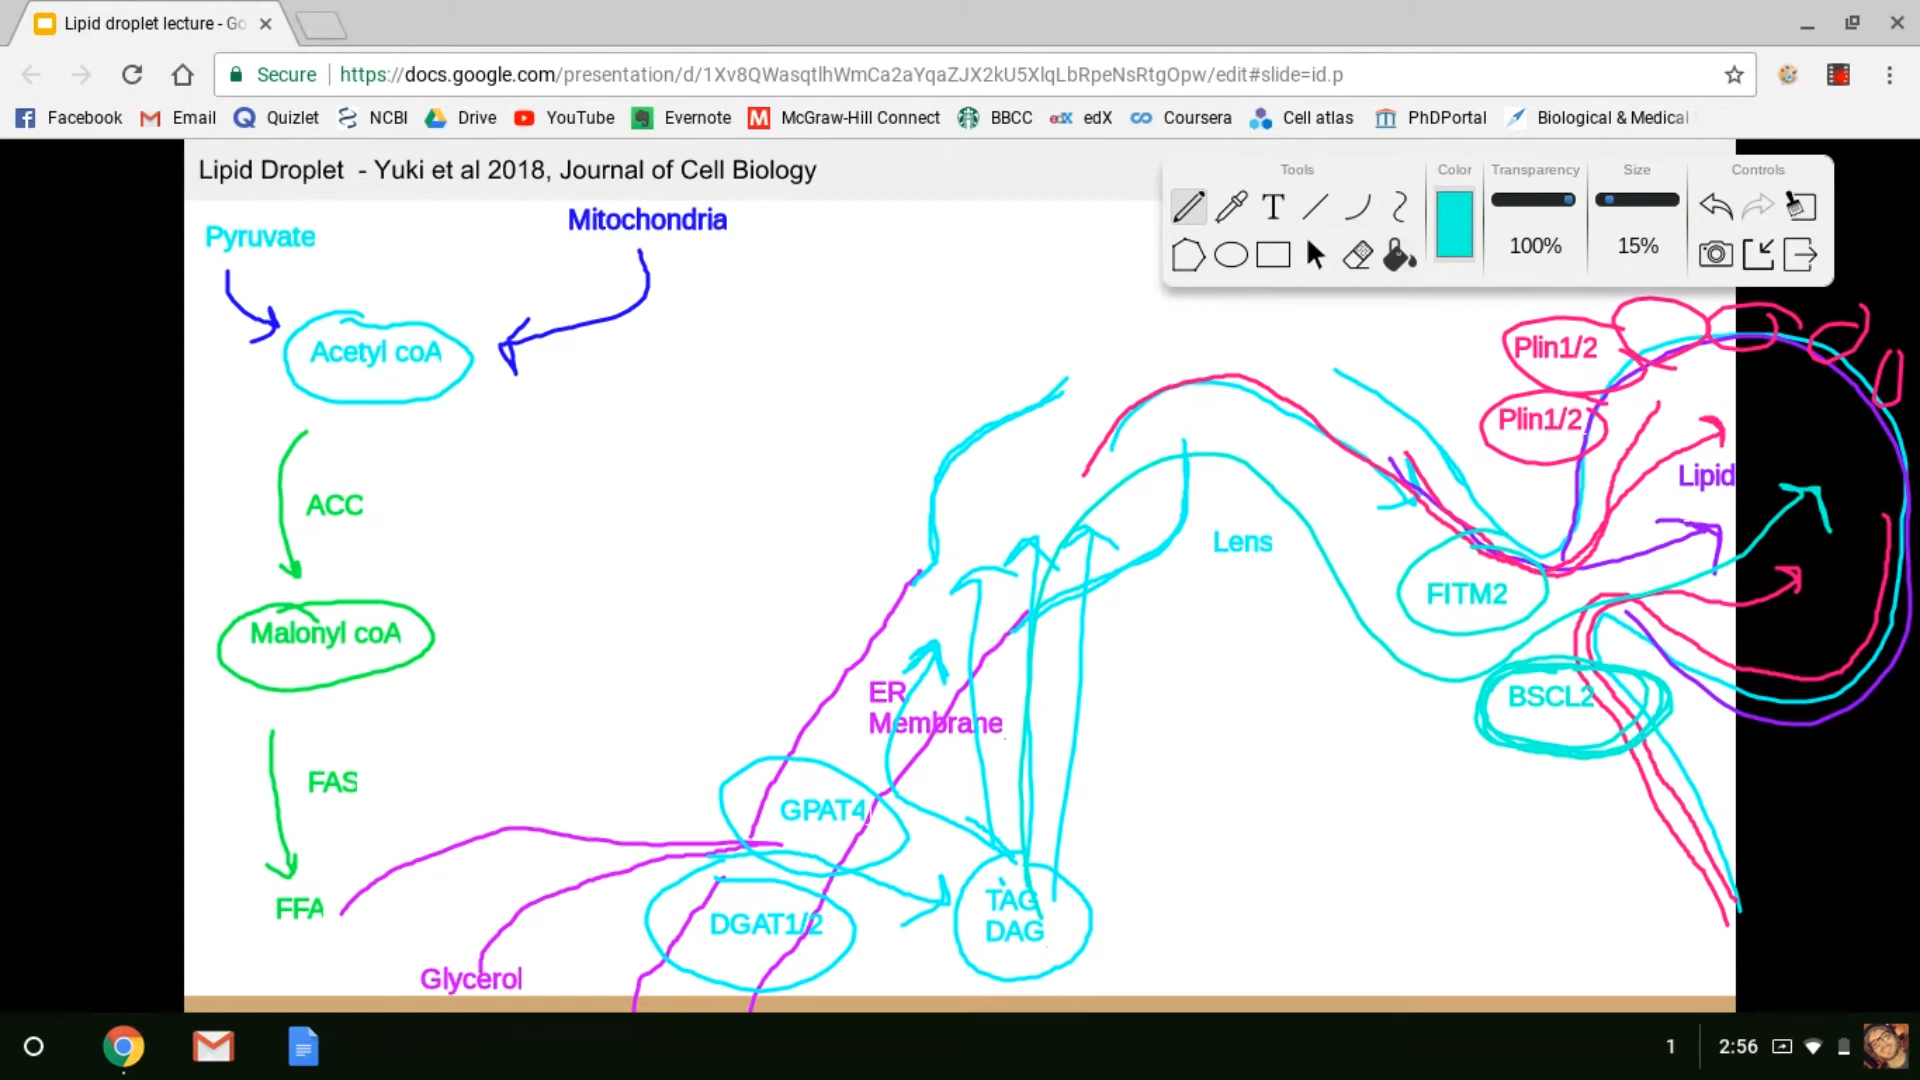 Lipid droplet lecture - Go
Secure
https://docs.google.com/presentation/d/1Xv8QWasqtlhWmCa2aYqaZJX2kU5XlqLbRpeNsRtgOpw/edit#slide=id.p
Facebook Email Quizlet NCBI Drive YouTube Evernote McGraw-Hill Connect BBCC edX Coursera Cell atlas PhDPortal Biological & Medical
Lipid Droplet - Yuki et al 2018, Journal of Cell Biology
Tools Color Transparency Size Controls
100% 15%
Pyruvate
Mitochondria
Acetyl coA
Plin1/2
Plin1/2
Lipid
ACC
Lens
FITM2
Malonyl coA
ER
Membrane
BSCL2
FAS
GPAT4
FFA
DGAT1/2
TAG
DAG
Glycerol
1 2:56